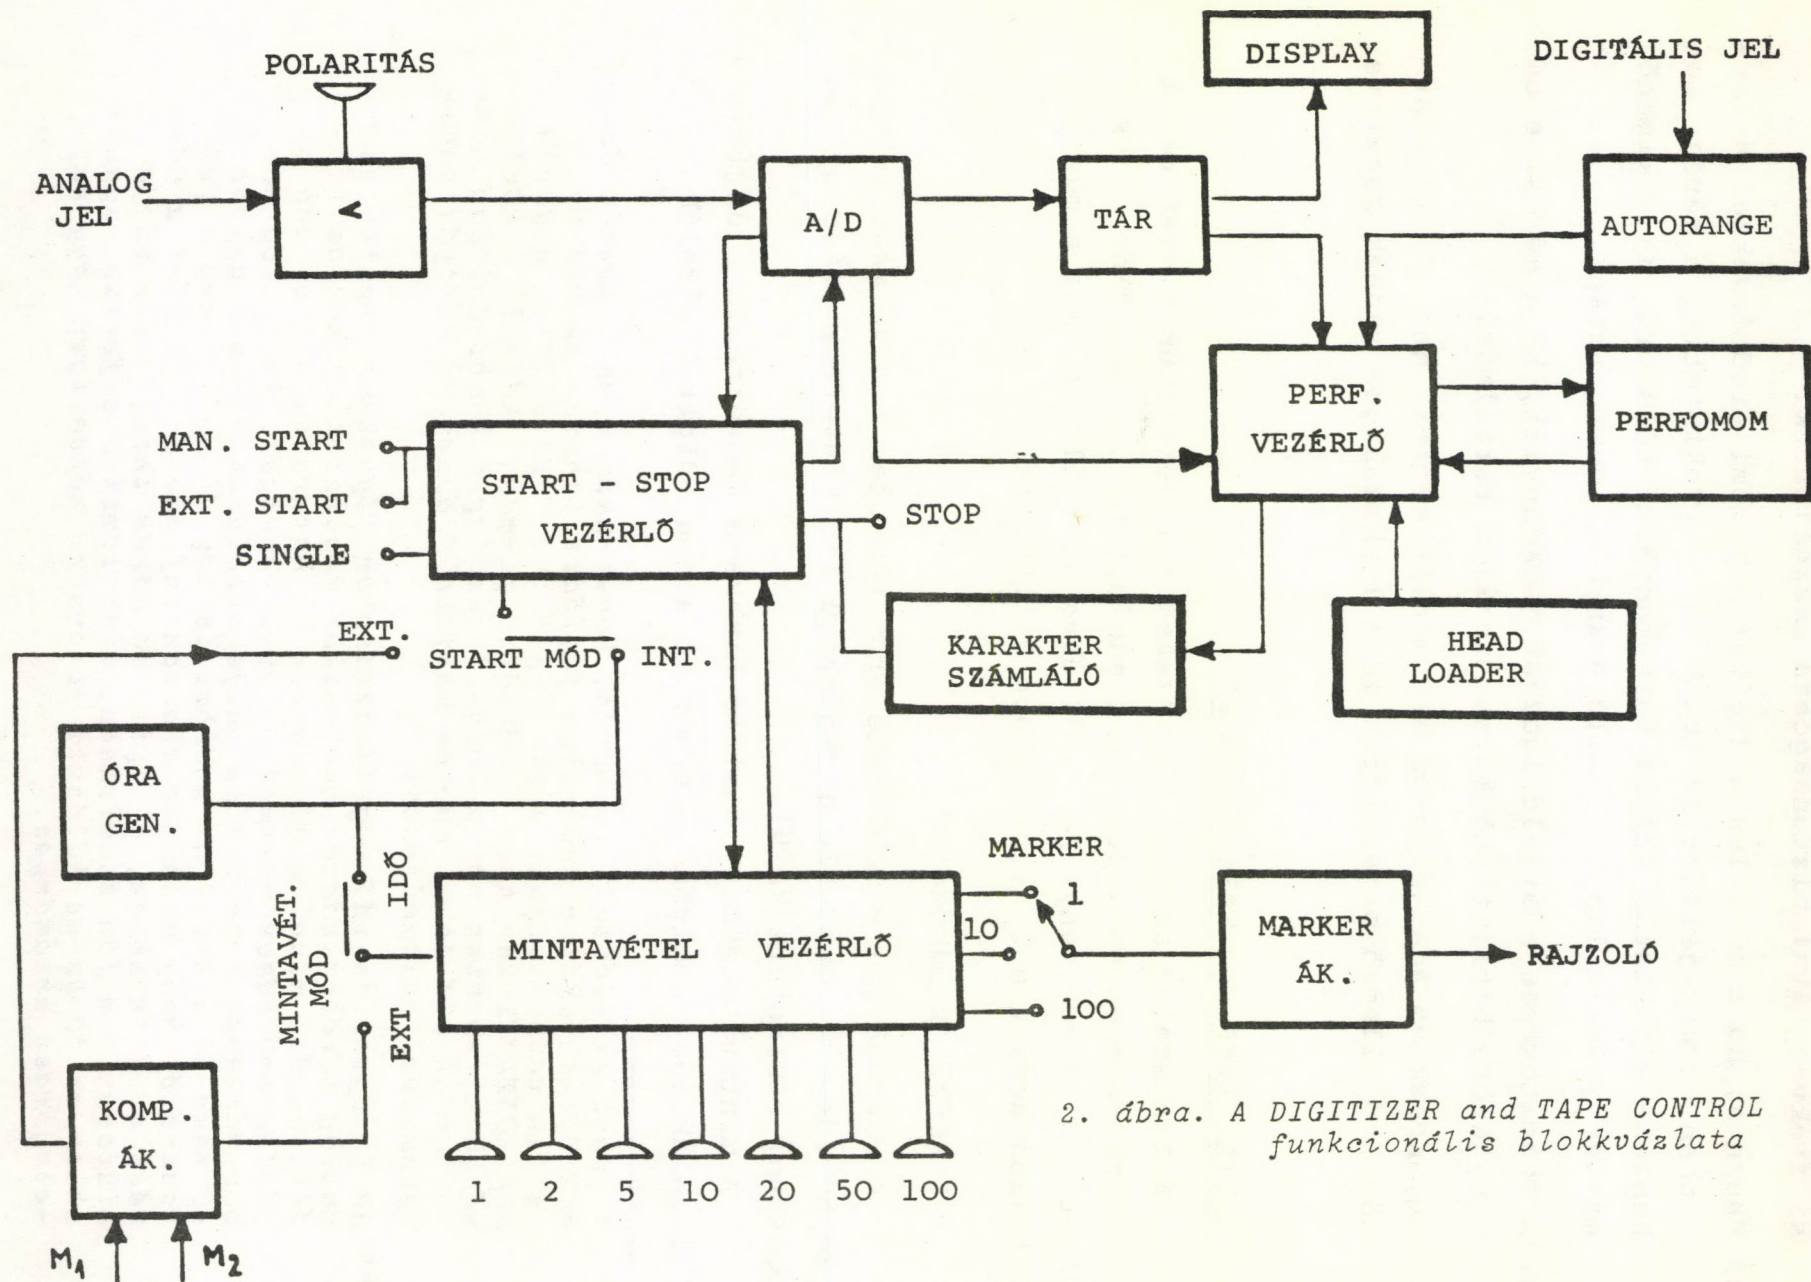 POLARITÁS
DISPLAY
DIGITÁLIS JEL
ANALOG
JEL
A/D
TÁR
AUTORANGE
PERF.
VEZÉRLŐ
PERFOMOM
MAN. START
EXT. START
SINGLE
START - STOP
VEZÉRLŐ
STOP
EXT.
START MÓD
INT.
KARAKTER
SZÁMLÁLÓ
HEAD
LOADER
ÓRA
GEN.
MINTAVÉT.
MÓD
IDŐ
EXT
MINTAVÉTEL VEZÉRLŐ
MARKER
1
10
100
MARKER
ÁK.
RAJZOLÓ
KOMP.
ÁK.
M1
M2
1 2 5 10 20 50 100
2. ábra. A DIGITIZER and TAPE CONTROL
funkcionális blokkvázlata